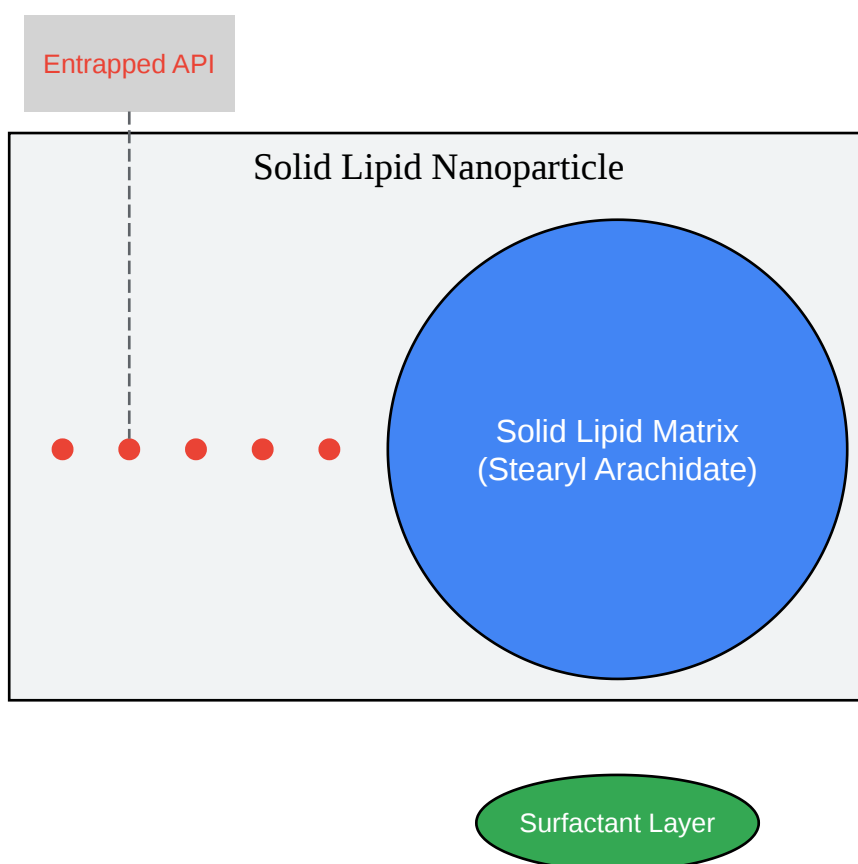 Entrapped API
Solid Lipid Nanoparticle
Solid Lipid Matrix
(Stearyl Arachidate)
Surfactant Layer